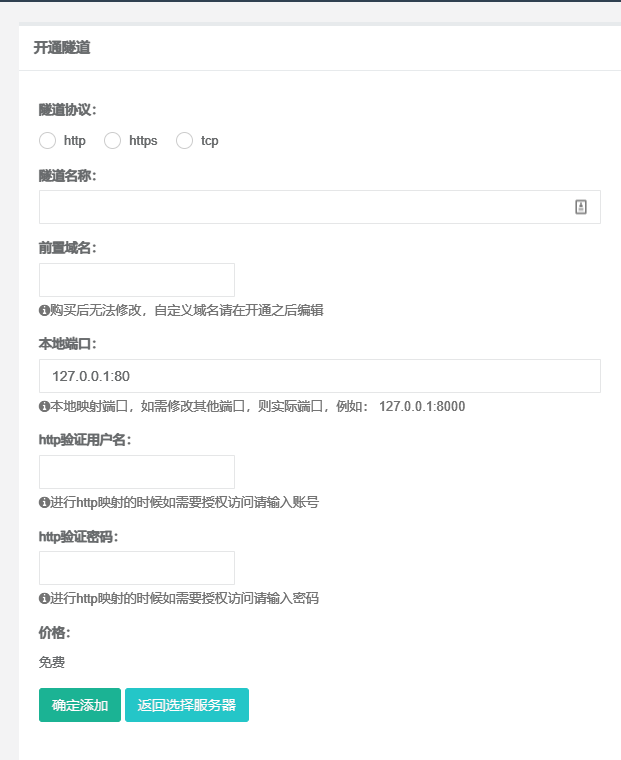 开通隧道
隧道协议：
http https tcp
隧道名称：
前置域名：
购买后无法修改，自定义域名请在开通之后编辑
本地端口：
127.0.0.1:80
本地映射端口，如需修改其他端口，则实际端口，例如： 127.0.0.1:8000
http验证用户名：
进行http映射的时候如需要授权访问请输入账号
http验证密码：
进行http映射的时候如需要授权访问请输入密码
价格：
免费
确定添加 返回选择服务器